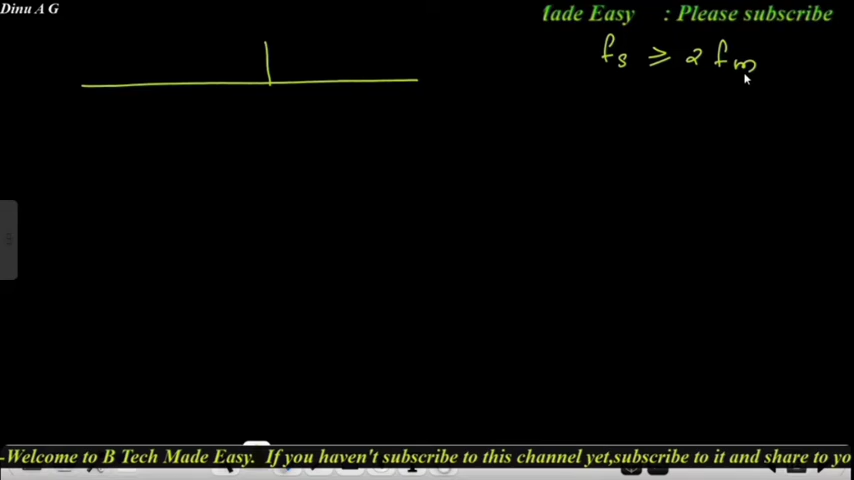 Dinu A G
Made Easy : Please subscribe
fs ≥ 2 fm
-Welcome to B Tech Made Easy. If you haven't subscribe to this channel yet,subscribe to it and share to yo